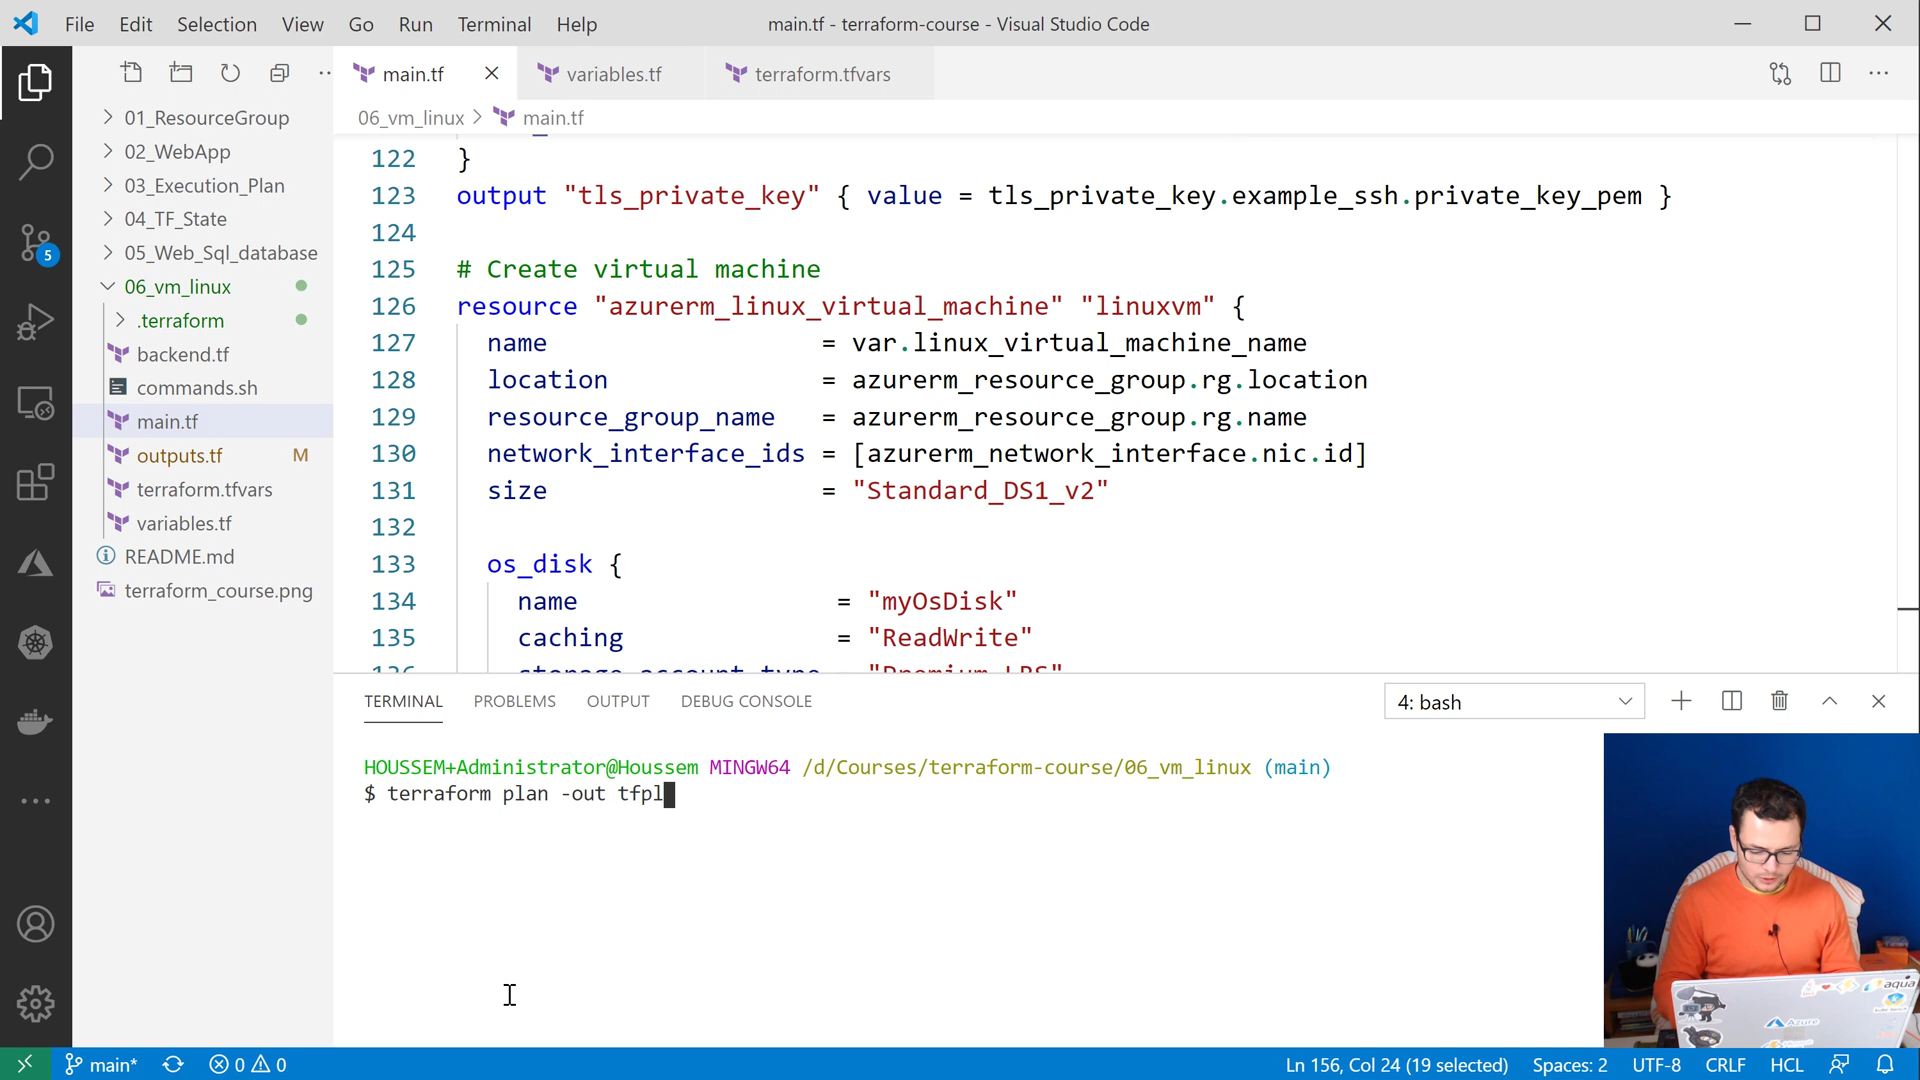 File Edit Selection View Go Run Terminal Help
main.tf - terraform-course - Visual Studio Code
main.tf variables.tf terraform.tfvars
06_vm_linux > main.tf
01_ResourceGroup
02_WebApp
03_Execution_Plan
04_TF_State
05_Web_Sql_database
06_vm_linux
.terraform
backend.tf
commands.sh
main.tf
outputs.tf M
terraform.tfvars
variables.tf
README.md
terraform_course.png
5
122 }
123 output "tls_private_key" { value = tls_private_key.example_ssh.private_key_pem }
124
125 # Create virtual machine
126 resource "azurerm_linux_virtual_machine" "linuxvm" {
127 name = var.linux_virtual_machine_name
128 location = azurerm_resource_group.rg.location
129 resource_group_name = azurerm_resource_group.rg.name
130 network_interface_ids = [azurerm_network_interface.nic.id]
131 size = "Standard_DS1_v2"
132
133 os_disk {
134 name = "myOsDisk"
135 caching = "ReadWrite"
136 storage_account_type = "Premium_LRS"
TERMINAL PROBLEMS OUTPUT DEBUG CONSOLE
4: bash
HOUSSEM+Administrator@Houssem MINGW64 /d/Courses/terraform-course/06_vm_linux (main)
$ terraform plan -out tfpl
aqua
Azure
main* 0 0
Ln 156, Col 24 (19 selected) Spaces: 2 UTF-8 CRLF HCL